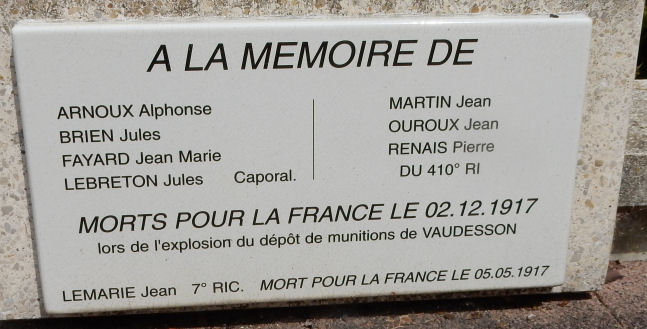 A LA MEMOIRE DE
ARNOUX Alphonse
BRIEN Jules
FAYARD Jean Marie
LEBRETON Jules Caporal.
MARTIN Jean
OUROUX Jean
RENAIS Pierre
DU 410° RI
MORTS POUR LA FRANCE LE 02.12.1917
lors de l'explosion du dépôt de munitions de VAUDESSON
LEMARIE Jean 7° RIC. MORT POUR LA FRANCE LE 05.05.1917